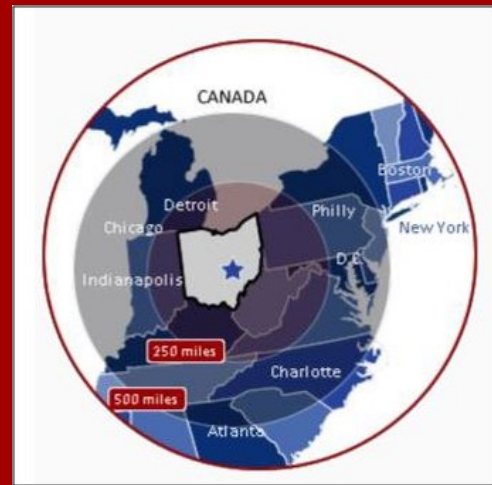 CANADA
Boston
Detroit
Philly
Chicago
New York
D.C.
Indianapolis
250 miles
Charlotte
500 miles
Atlanta